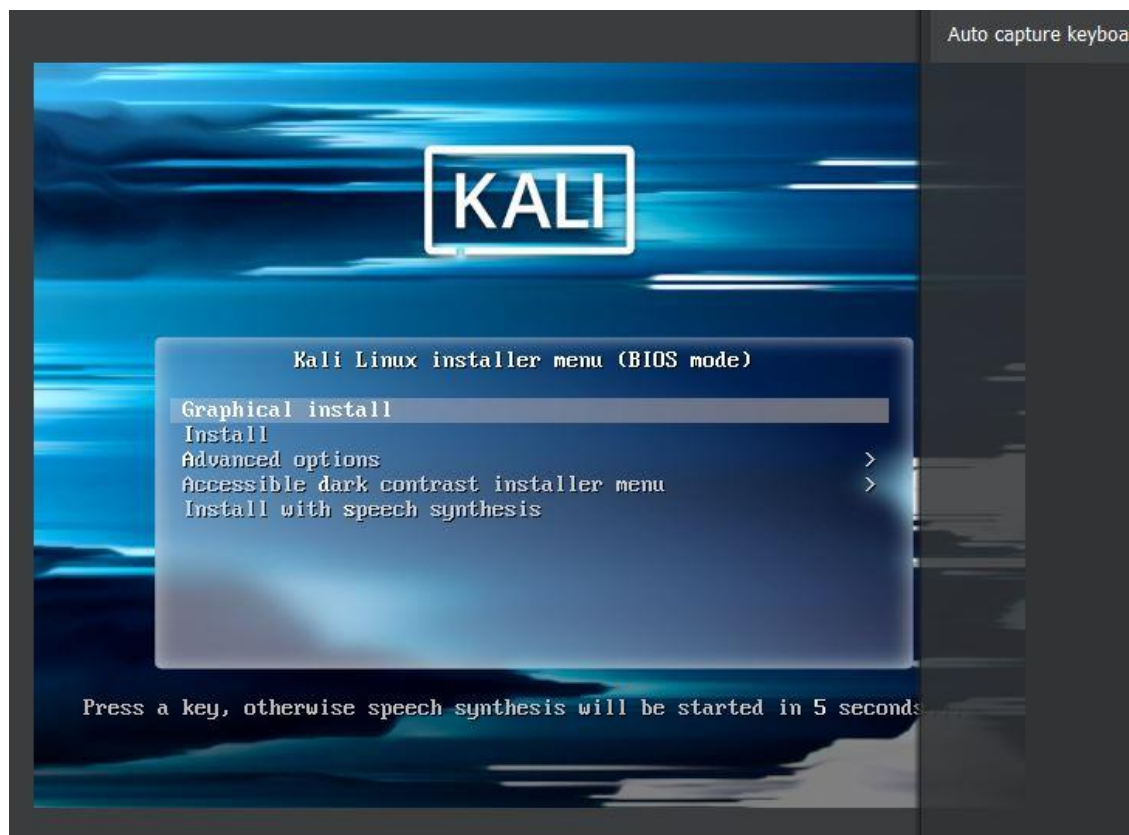 Auto capture keyboa
KALI
Kali Linux installer menu (BIOS mode)
Graphical install
Install
Advanced options >
Accessible dark contrast installer menu >
Install with speech synthesis
Press a key, otherwise speech synthesis will be started in 5 seconds...